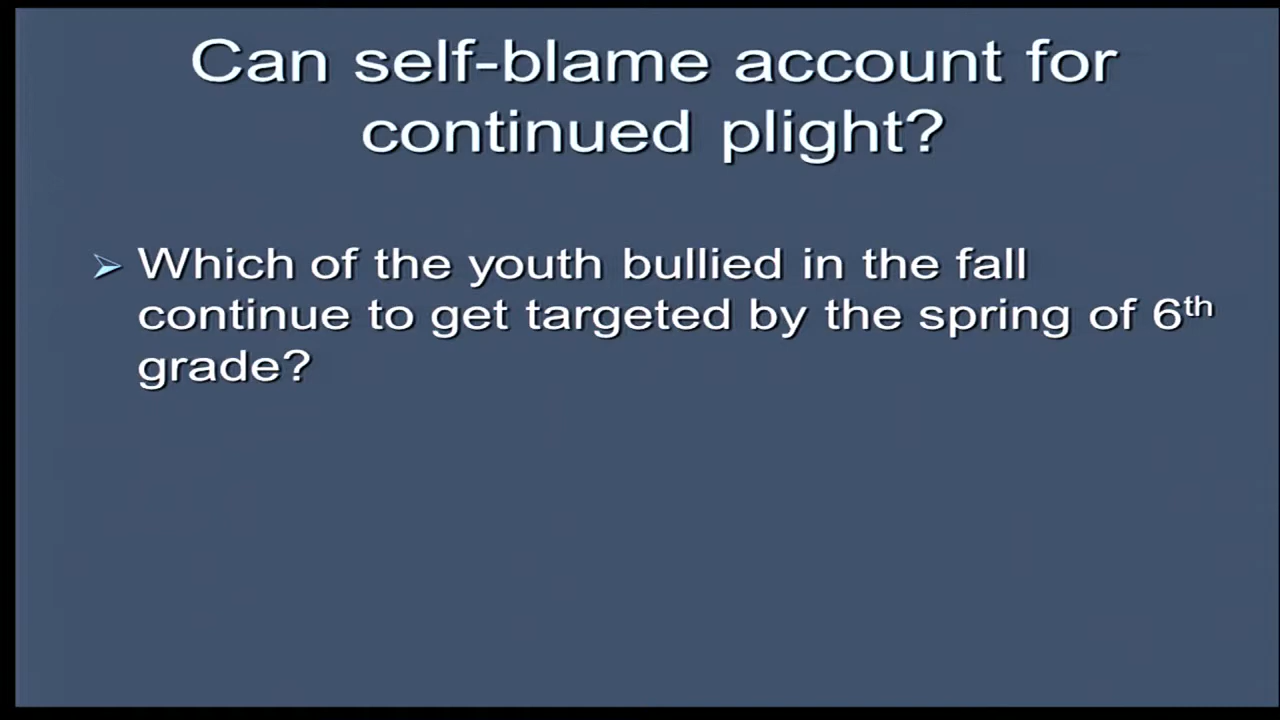 Can self-blame account for
continued plight?
Which of the youth bullied in the fall
continue to get targeted by the spring of 6th
grade?